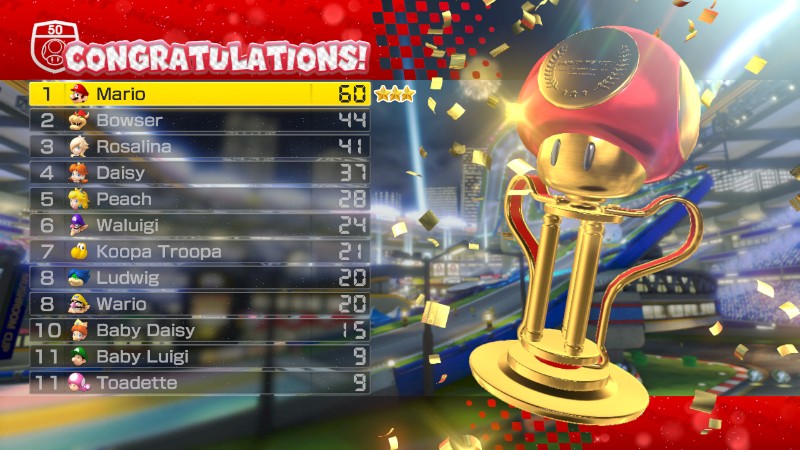 50
CONGRATULATIONS!
1 Mario 60
2 Bowser 44
3 Rosalina 41
4 Daisy 37
5 Peach 28
6 Waluigi 24
7 Koopa Troopa 21
8 Ludwig 20
8 Wario 20
10 Baby Daisy 15
11 Baby Luigi 9
11 Toadette 9